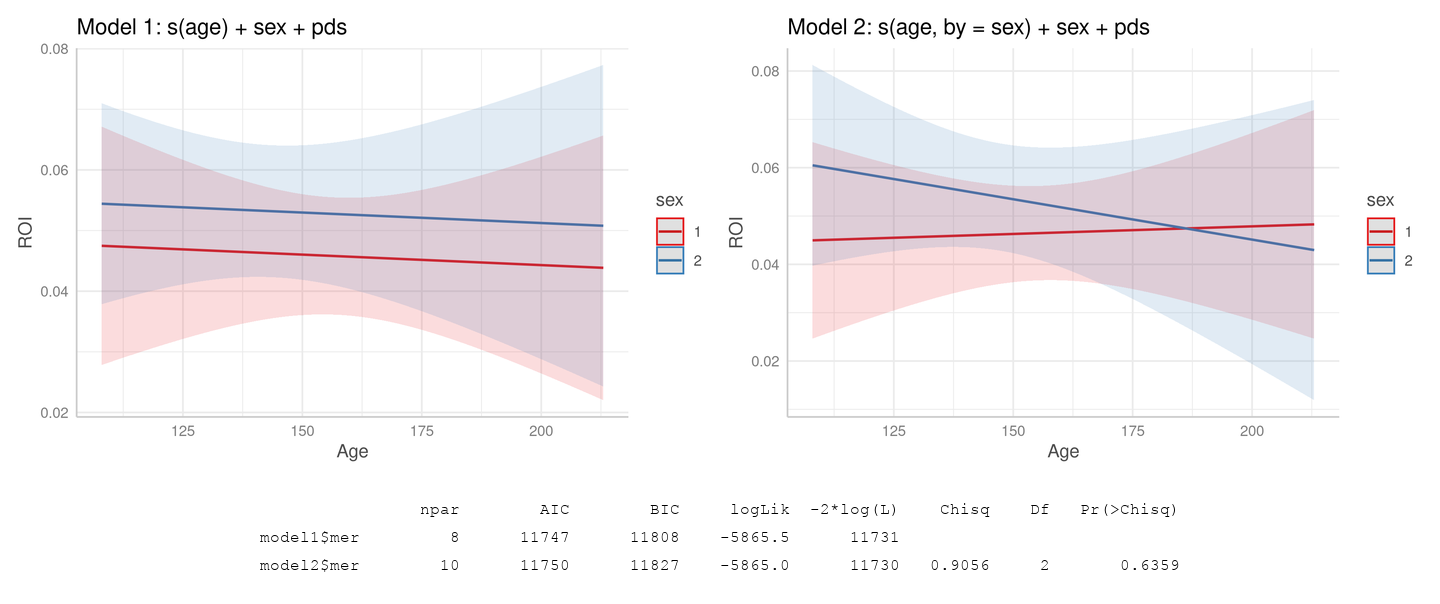 Model 1: s(age) + sex + pds
0.08
0.06
0.04
0.02
ROI
125 150 175 200
Age
sex
1
2
Model 2: s(age, by = sex) + sex + pds
0.08
0.06
0.04
0.02
ROI
125 150 175 200
Age
sex
1
2
npar AIC BIC logLik -2*log(L) Chisq Df Pr(>Chisq)
model1$mer 8 11747 11808 -5865.5 11731
model2$mer 10 11750 11827 -5865.0 11730 0.9056 2 0.6359